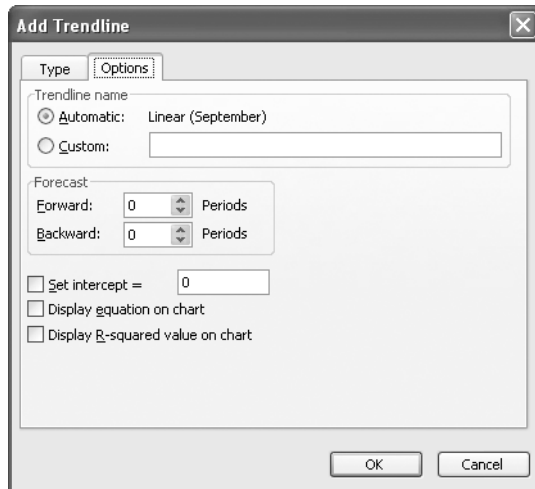 Add Trendline
Type Options
Trendline name
Automatic: Linear (September)
Custom:
Forecast
Forward: 0 Periods
Backward: 0 Periods
Set intercept = 0
Display equation on chart
Display R-squared value on chart
OK Cancel